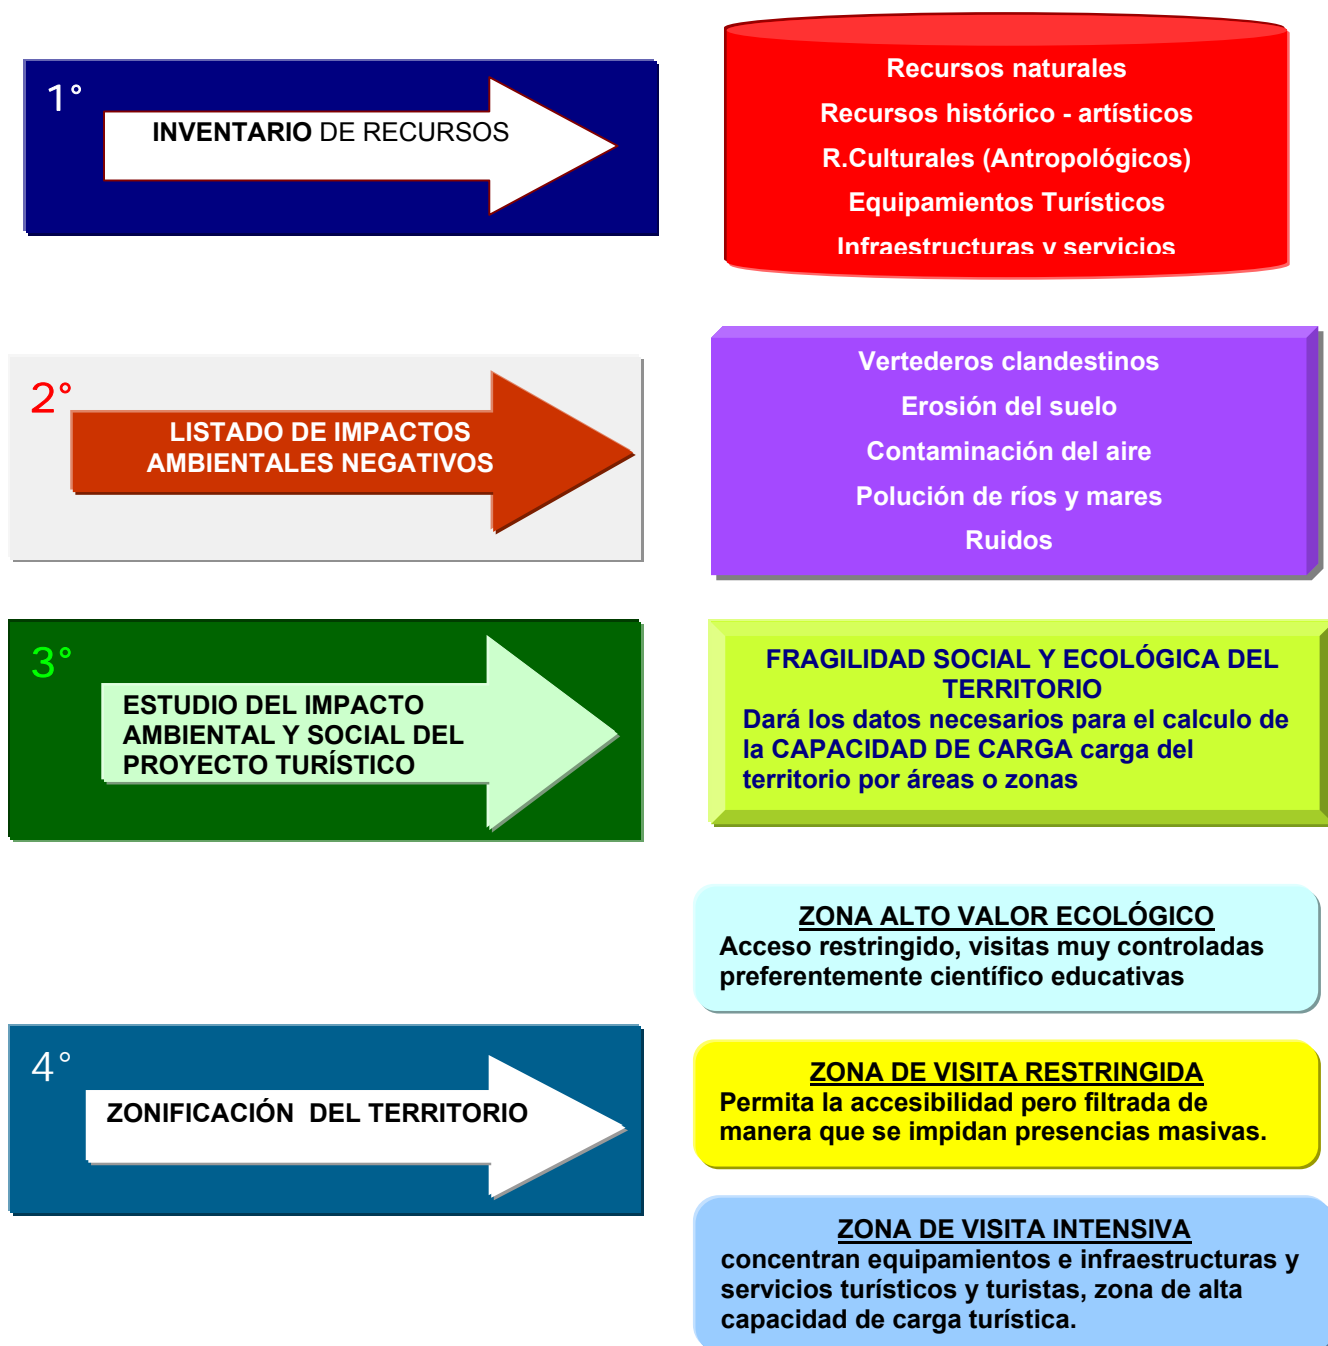 1°
INVENTARIO DE RECURSOS
Recursos naturales
Recursos histórico - artísticos
R.Culturales (Antropológicos)
Equipamientos Turísticos
Infraestructuras y servicios
2°
LISTADO DE IMPACTOS
AMBIENTALES NEGATIVOS
Vertederos clandestinos
Erosión del suelo
Contaminación del aire
Polución de ríos y mares
Ruidos
3°
ESTUDIO DEL IMPACTO
AMBIENTAL Y SOCIAL DEL
PROYECTO TURÍSTICO
FRAGILIDAD SOCIAL Y ECOLÓGICA DEL
TERRITORIO
Dará los datos necesarios para el calculo de
la CAPACIDAD DE CARGA carga del
territorio por áreas o zonas
4°
ZONIFICACIÓN DEL TERRITORIO
ZONA ALTO VALOR ECOLÓGICO
Acceso restringido, visitas muy controladas
preferentemente científico educativas
ZONA DE VISITA RESTRINGIDA
Permita la accesibilidad pero filtrada de
manera que se impidan presencias masivas.
ZONA DE VISITA INTENSIVA
concentran equipamientos e infraestructuras y
servicios turísticos y turistas, zona de alta
capacidad de carga turística.